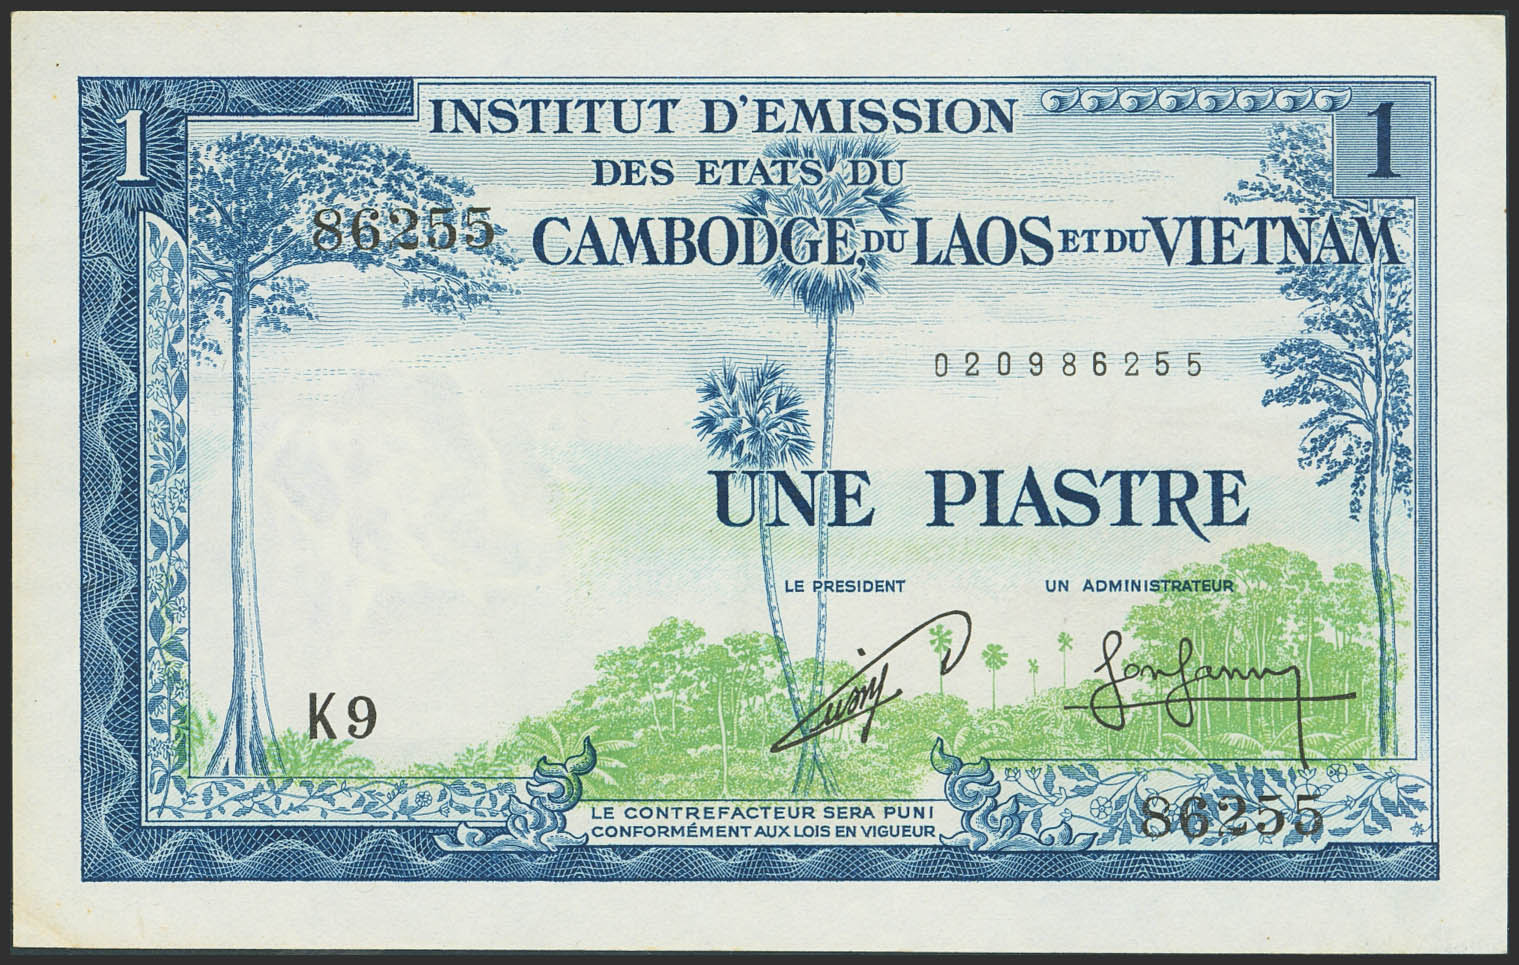 1
INSTITUT D'EMISSION
1
DES ETATS DU
86255
CAMBODGE, DU LAOS ET DU VIETNAM
020986255
UNE PIASTRE
LE PRESIDENT UN ADMINISTRATEUR
K9
LE CONTREFACTEUR SERA PUNI
CONFORMÉMENT AUX LOIS EN VIGUEUR
86255